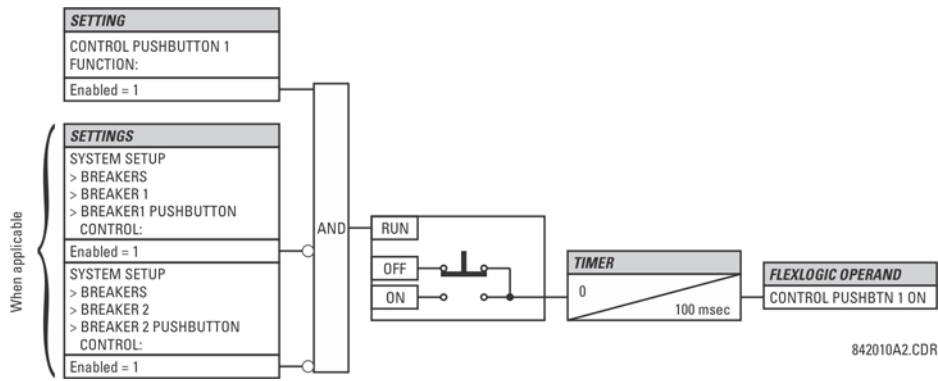 SETTING
CONTROL PUSHBUTTON 1
FUNCTION:
Enabled = 1
When applicable
SETTINGS
SYSTEM SETUP
> BREAKERS
> BREAKER 1
> BREAKER1 PUSHBUTTON
CONTROL:
Enabled = 1
SYSTEM SETUP
> BREAKERS
> BREAKER 2
> BREAKER 2 PUSHBUTTON
CONTROL:
Enabled = 1
AND
RUN
OFF
ON
TIMER
0
100 msec
FLEXLOGIC OPERAND
CONTROL PUSHBTN 1 ON
842010A2.CDR